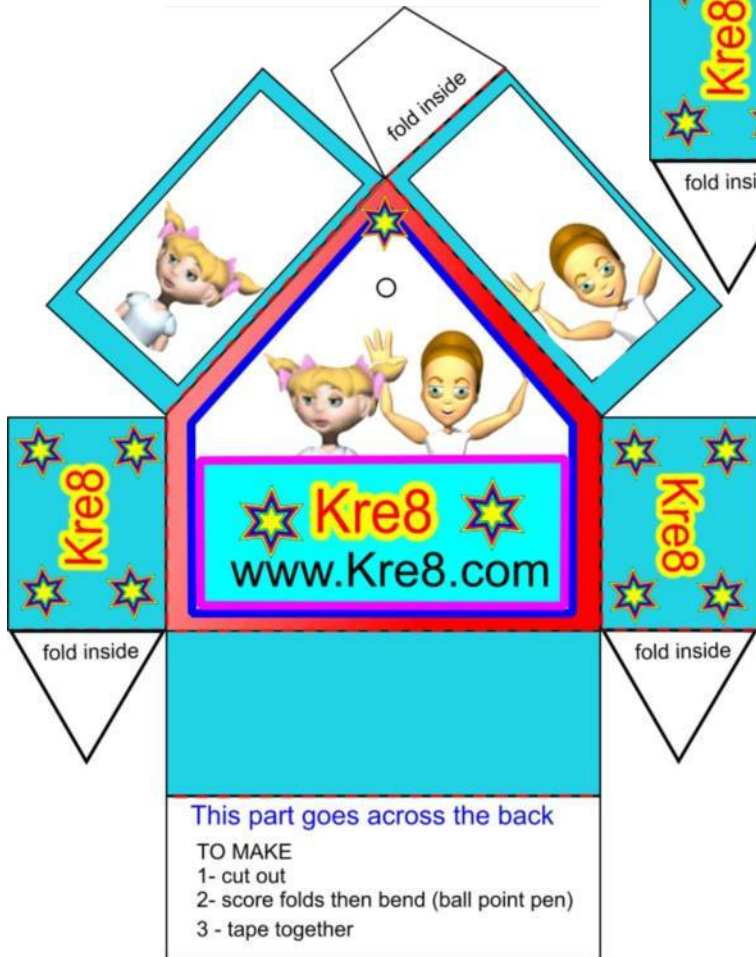 fold inside
Kre8
fold insi
Kre8
www.Kre8.com
Kre8
Kre8
fold inside
fold inside
This part goes across the back
TO MAKE
1- cut out
2- score folds then bend (ball point pen)
3 - tape together